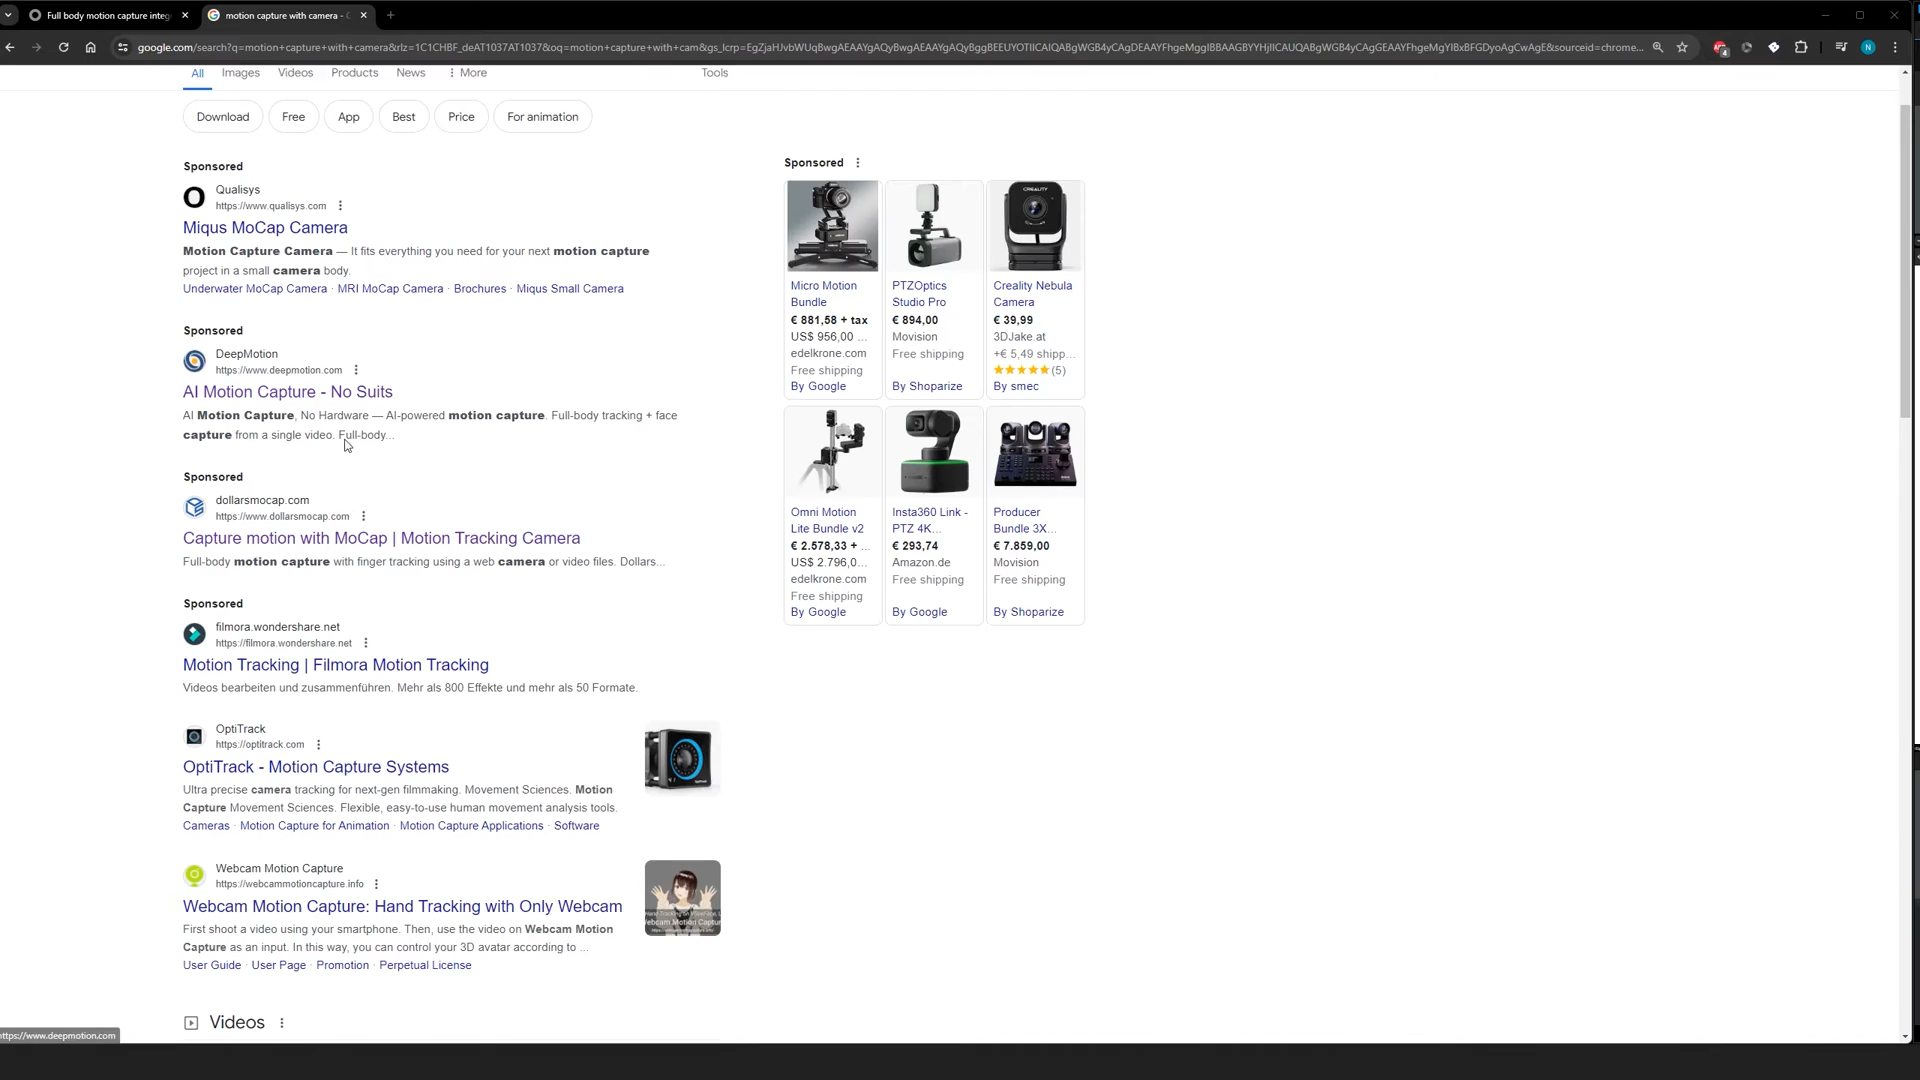 Full body motion capture integ
motion capture with camera -
google.com/search?q=motion+capture+with+camera&rlz=1C1CHBF_deAT1037AT1037&oq=motion+capture+with+cam&gs_lcrp=
4
N
All
Images
Videos
Products
News
More
Tools
Download
Free
App
Best
Price
For animation
Sponsored
Qualisys
https://www.qualisys.com
Miqus MoCap Camera
Motion Capture Camera — It fits everything you need for your next motion capture
project in a small camera body.
Underwater MoCap Camera · MRI MoCap Camera · Brochures · Miqus Small Camera
Sponsored
DeepMotion
https://www.deepmotion.com
AI Motion Capture - No Suits
AI Motion Capture, No Hardware — AI-powered motion capture. Full-body tracking + face
capture from a single video. Full-body...
Sponsored
dollarsmocap.com
https://www.dollarsmocap.com
Capture motion with MoCap | Motion Tracking Camera
Full-body motion capture with finger tracking using a web camera or video files. Dollars...
Sponsored
filmora.wondershare.net
https://filmora.wondershare.net
Motion Tracking | Filmora Motion Tracking
Videos bearbeiten und zusammenführen. Mehr als 800 Effekte und mehr als 50 Formate.
OptiTrack
https://optitrack.com
OptiTrack - Motion Capture Systems
Ultra precise camera tracking for next-gen filmmaking. Movement Sciences. Motion
Capture Movement Sciences. Flexible, easy-to-use human movement analysis tools.
Cameras · Motion Capture for Animation · Motion Capture Applications · Software
Webcam Motion Capture
https://webcammotioncapture.info
Webcam Motion Capture: Hand Tracking with Only Webcam
First shoot a video using your smartphone. Then, use the video on Webcam Motion
Capture as an input. In this way, you can control your 3D avatar according to ...
User Guide · User Page · Promotion · Perpetual License
Videos
Sponsored
CREALITY
Micro Motion
Bundle
€ 881,58 + tax
US$ 956,00 ...
edelkrone.com
Free shipping
By Google
PTZOptics
Studio Pro
€ 894,00
Movision
Free shipping
By Shoparize
Creality Nebula
Camera
€ 39,99
3DJake.at
+€ 5,49 shipp...
(5)
By smec
Omni Motion
Lite Bundle v2
€ 2.578,33 + ...
US$ 2.796,0...
edelkrone.com
Free shipping
By Google
Insta360 Link -
PTZ 4K...
€ 293,74
Amazon.de
Free shipping
By Google
Producer
Bundle 3X...
€ 7.859,00
Movision
Free shipping
By Shoparize
https://www.deepmotion.com